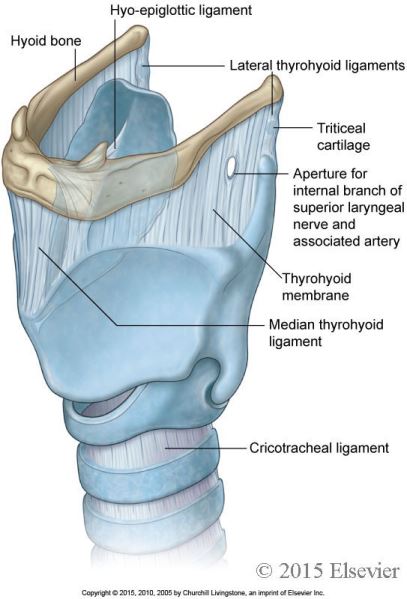 Hyo-epiglottic ligament
Hyoid bone
Lateral thyrohyoid ligaments
Triticeal
cartilage
Aperture for
internal branch of
superior laryngeal
nerve and
associated artery
Thyrohyoid
membrane
Median thyrohyoid
ligament
Cricotracheal ligament
© 2015 Elsevier
Copyright © 2015, 2010, 2005 by Churchill Livingstone, an imprint of Elsevier Inc.